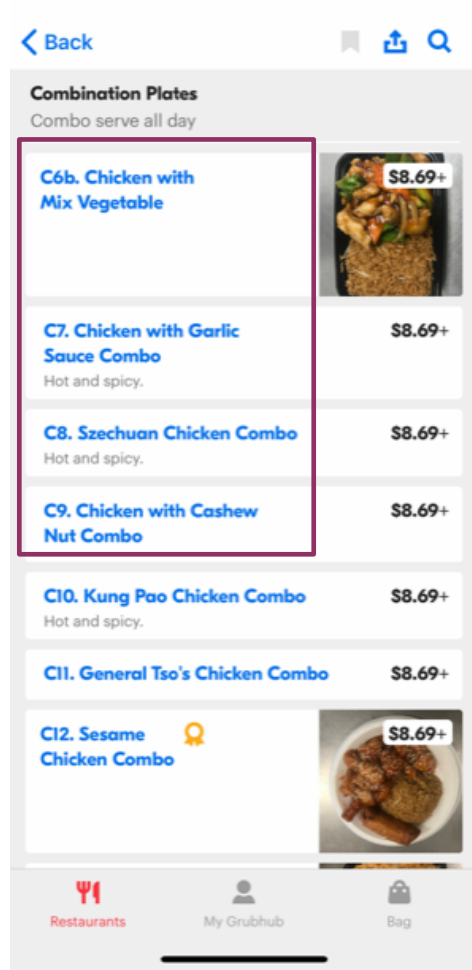 Back
Combination Plates
Combo serve all day
C6b. Chicken with
Mix Vegetable
$8.69+
C7. Chicken with Garlic
Sauce Combo
$8.69+
Hot and spicy.
C8. Szechuan Chicken Combo
$8.69+
Hot and spicy.
C9. Chicken with Cashew
Nut Combo
$8.69+
C10. Kung Pao Chicken Combo
$8.69+
Hot and spicy.
C11. General Tso's Chicken Combo
$8.69+
C12. Sesame
Chicken Combo
$8.69+
Restaurants
My Grubhub
Bag